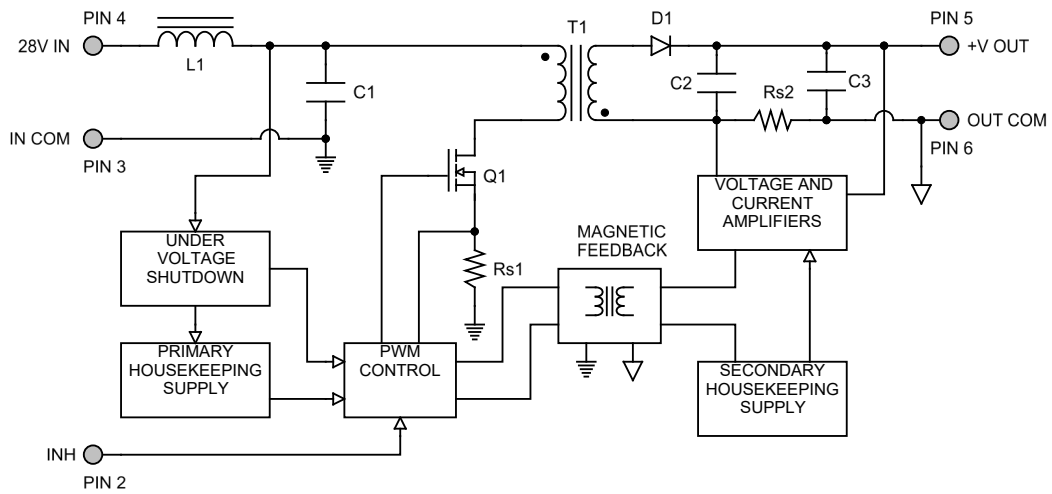 PIN 4
28V IN
L1
C1
T1
D1
C2
Rs2
C3
PIN 5
+V OUT
IN COM
PIN 3
OUT COM
PIN 6
Q1
Rs1
UNDER
VOLTAGE
SHUTDOWN
MAGNETIC
FEEDBACK
VOLTAGE AND
CURRENT
AMPLIFIERS
PRIMARY
HOUSEKEEPING
SUPPLY
PWM
CONTROL
SECONDARY
HOUSEKEEPING
SUPPLY
INH
PIN 2